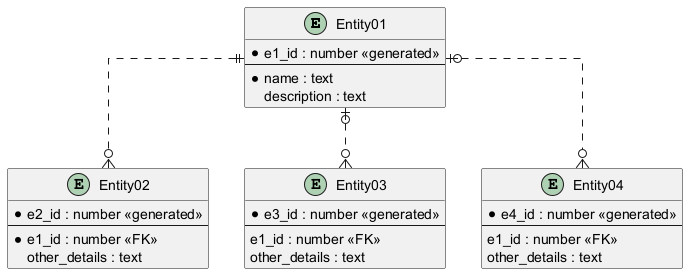 E Entity01
* e1_id : number «generated»
* name : text
description : text
E Entity02
* e2_id : number «generated»
* e1_id : number «FK»
other_details : text
E Entity03
* e3_id : number «generated»
e1_id : number «FK»
other_details : text
E Entity04
* e4_id : number «generated»
e1_id : number «FK»
other_details : text